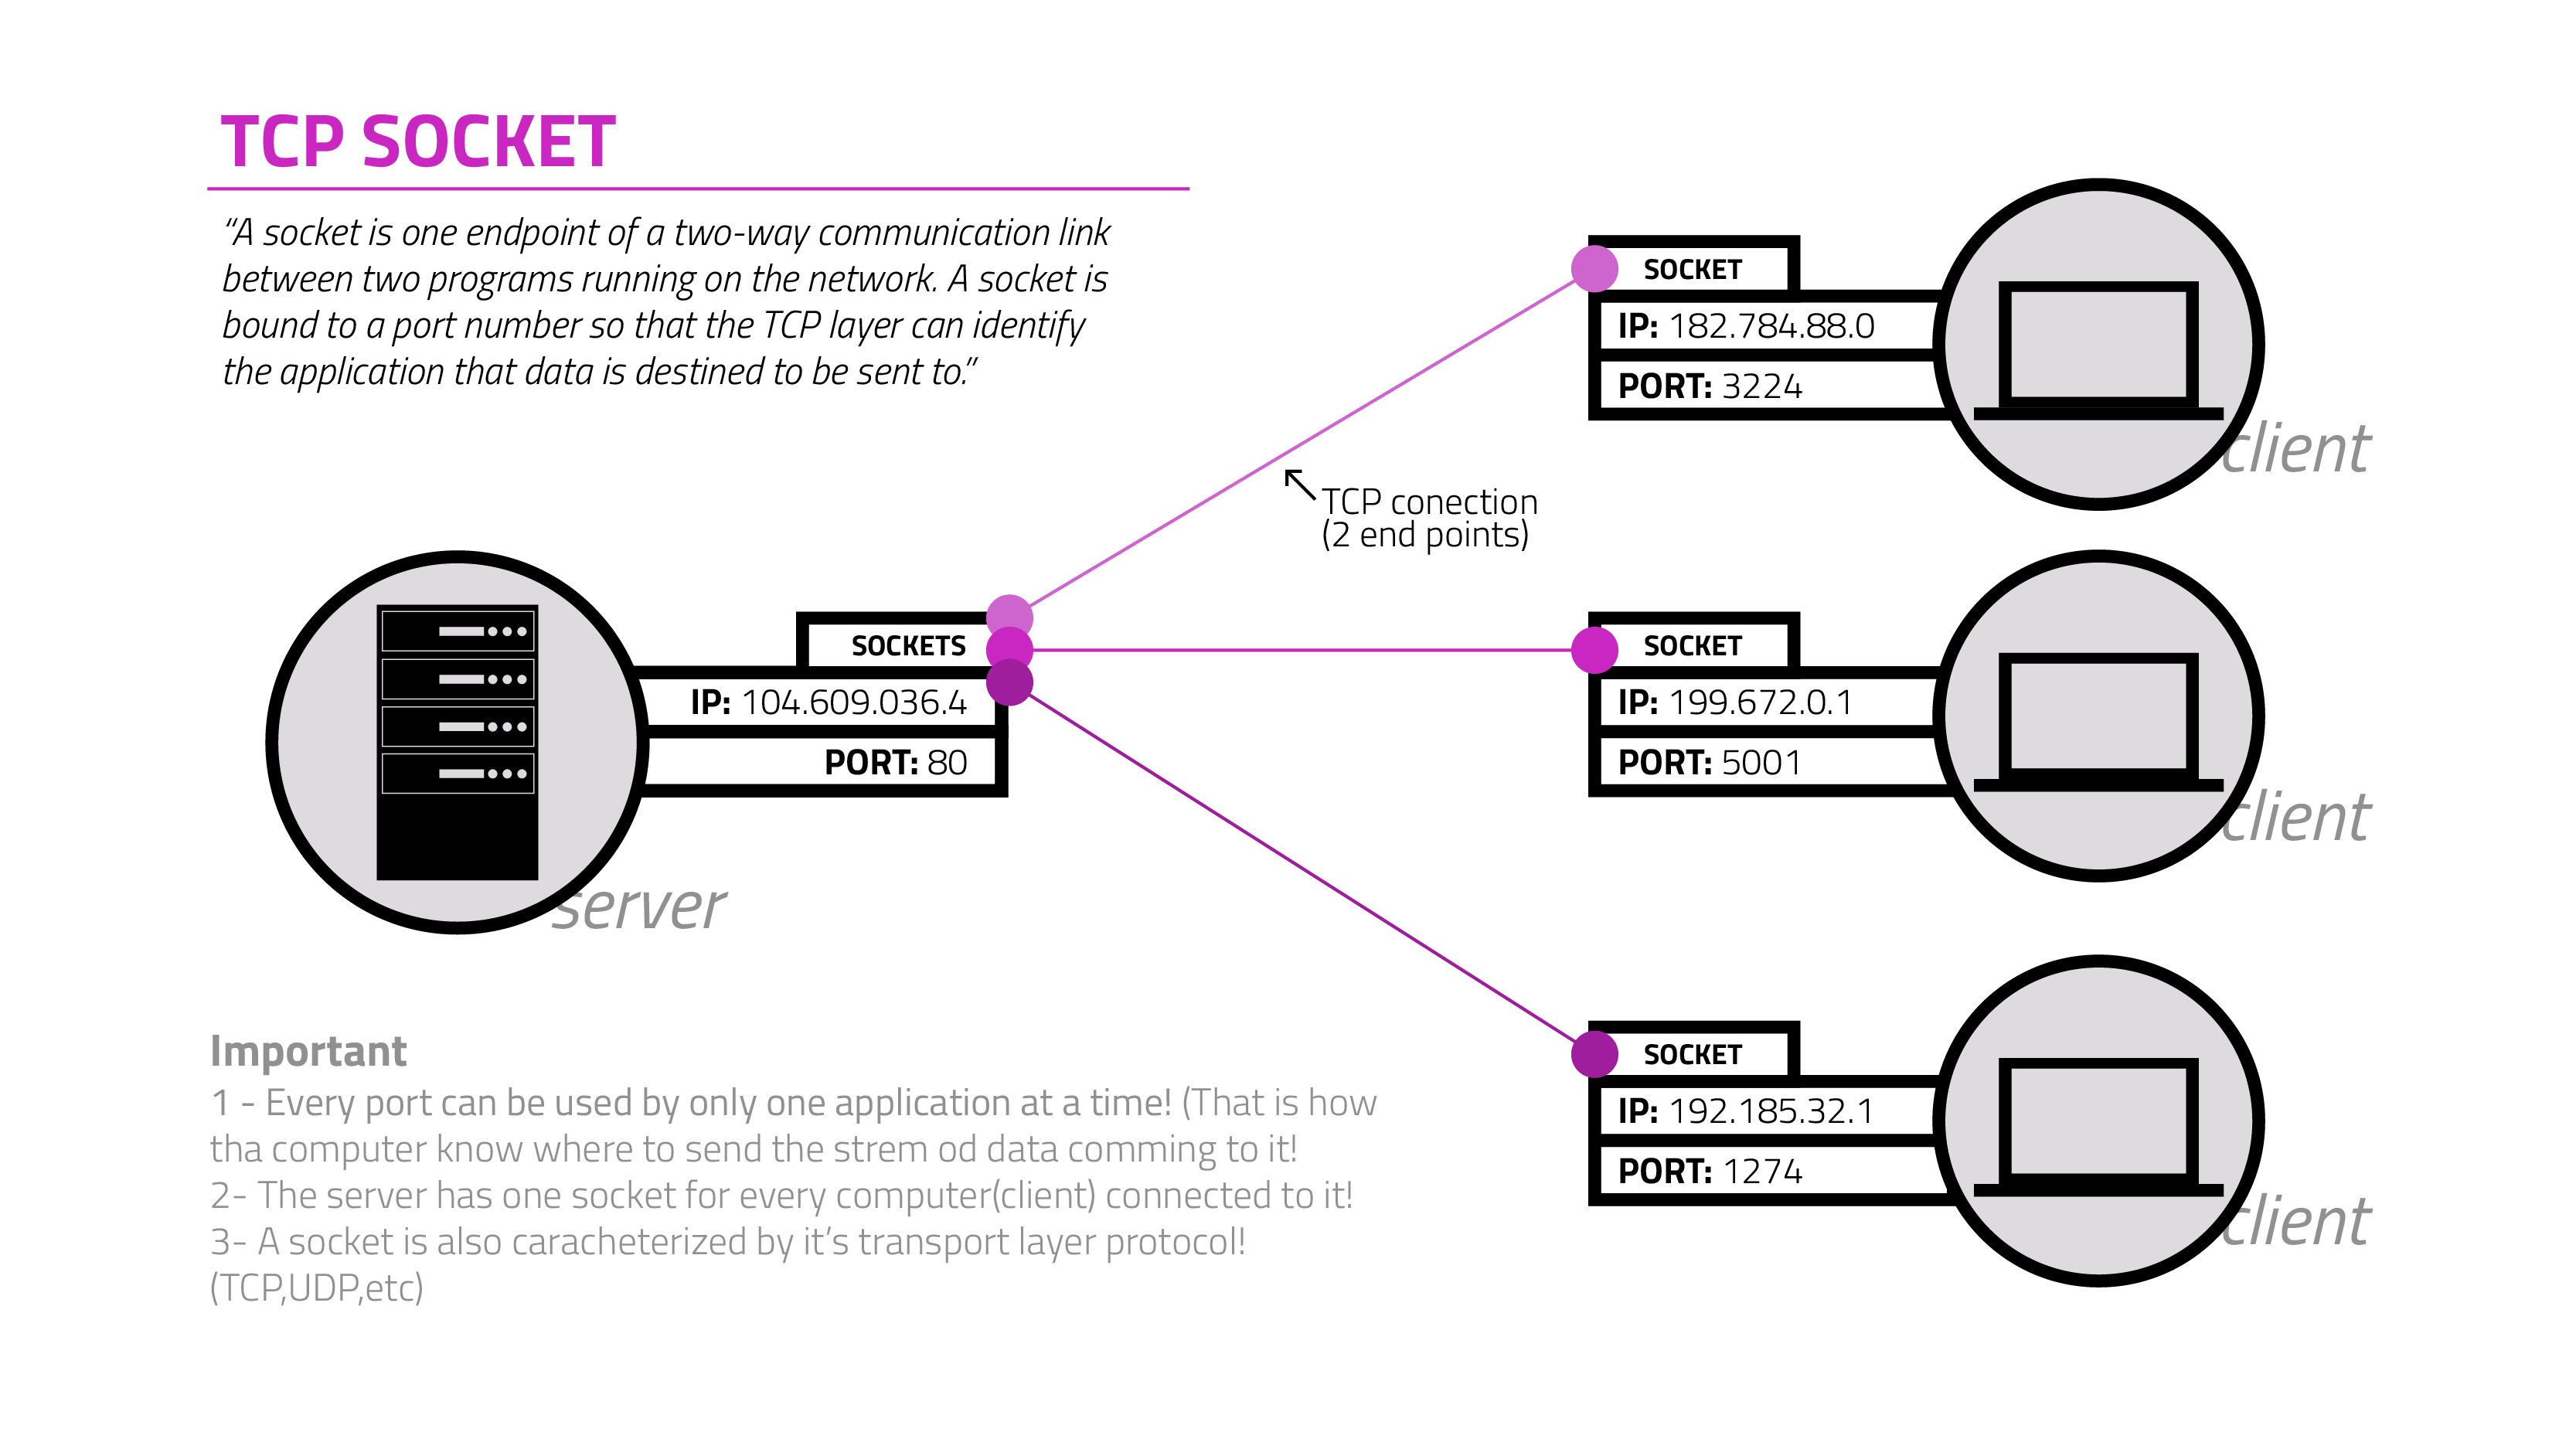 TCP SOCKET
“A socket is one endpoint of a two-way communication link
between two programs running on the network. A socket is
bound to a port number so that the TCP layer can identify
the application that data is destined to be sent to.”
SOCKET
IP: 182.784.88.0
PORT: 3224
client
TCP conection
(2 end points)
SOCKETS
IP: 104.609.036.4
PORT: 80
server
SOCKET
IP: 199.672.0.1
PORT: 5001
client
SOCKET
IP: 192.185.32.1
PORT: 1274
client
Important
1 - Every port can be used by only one application at a time! (That is how
tha computer know where to send the strem od data comming to it!
2- The server has one socket for every computer(client) connected to it!
3- A socket is also caracheterized by it’s transport layer protocol!
(TCP,UDP,etc)